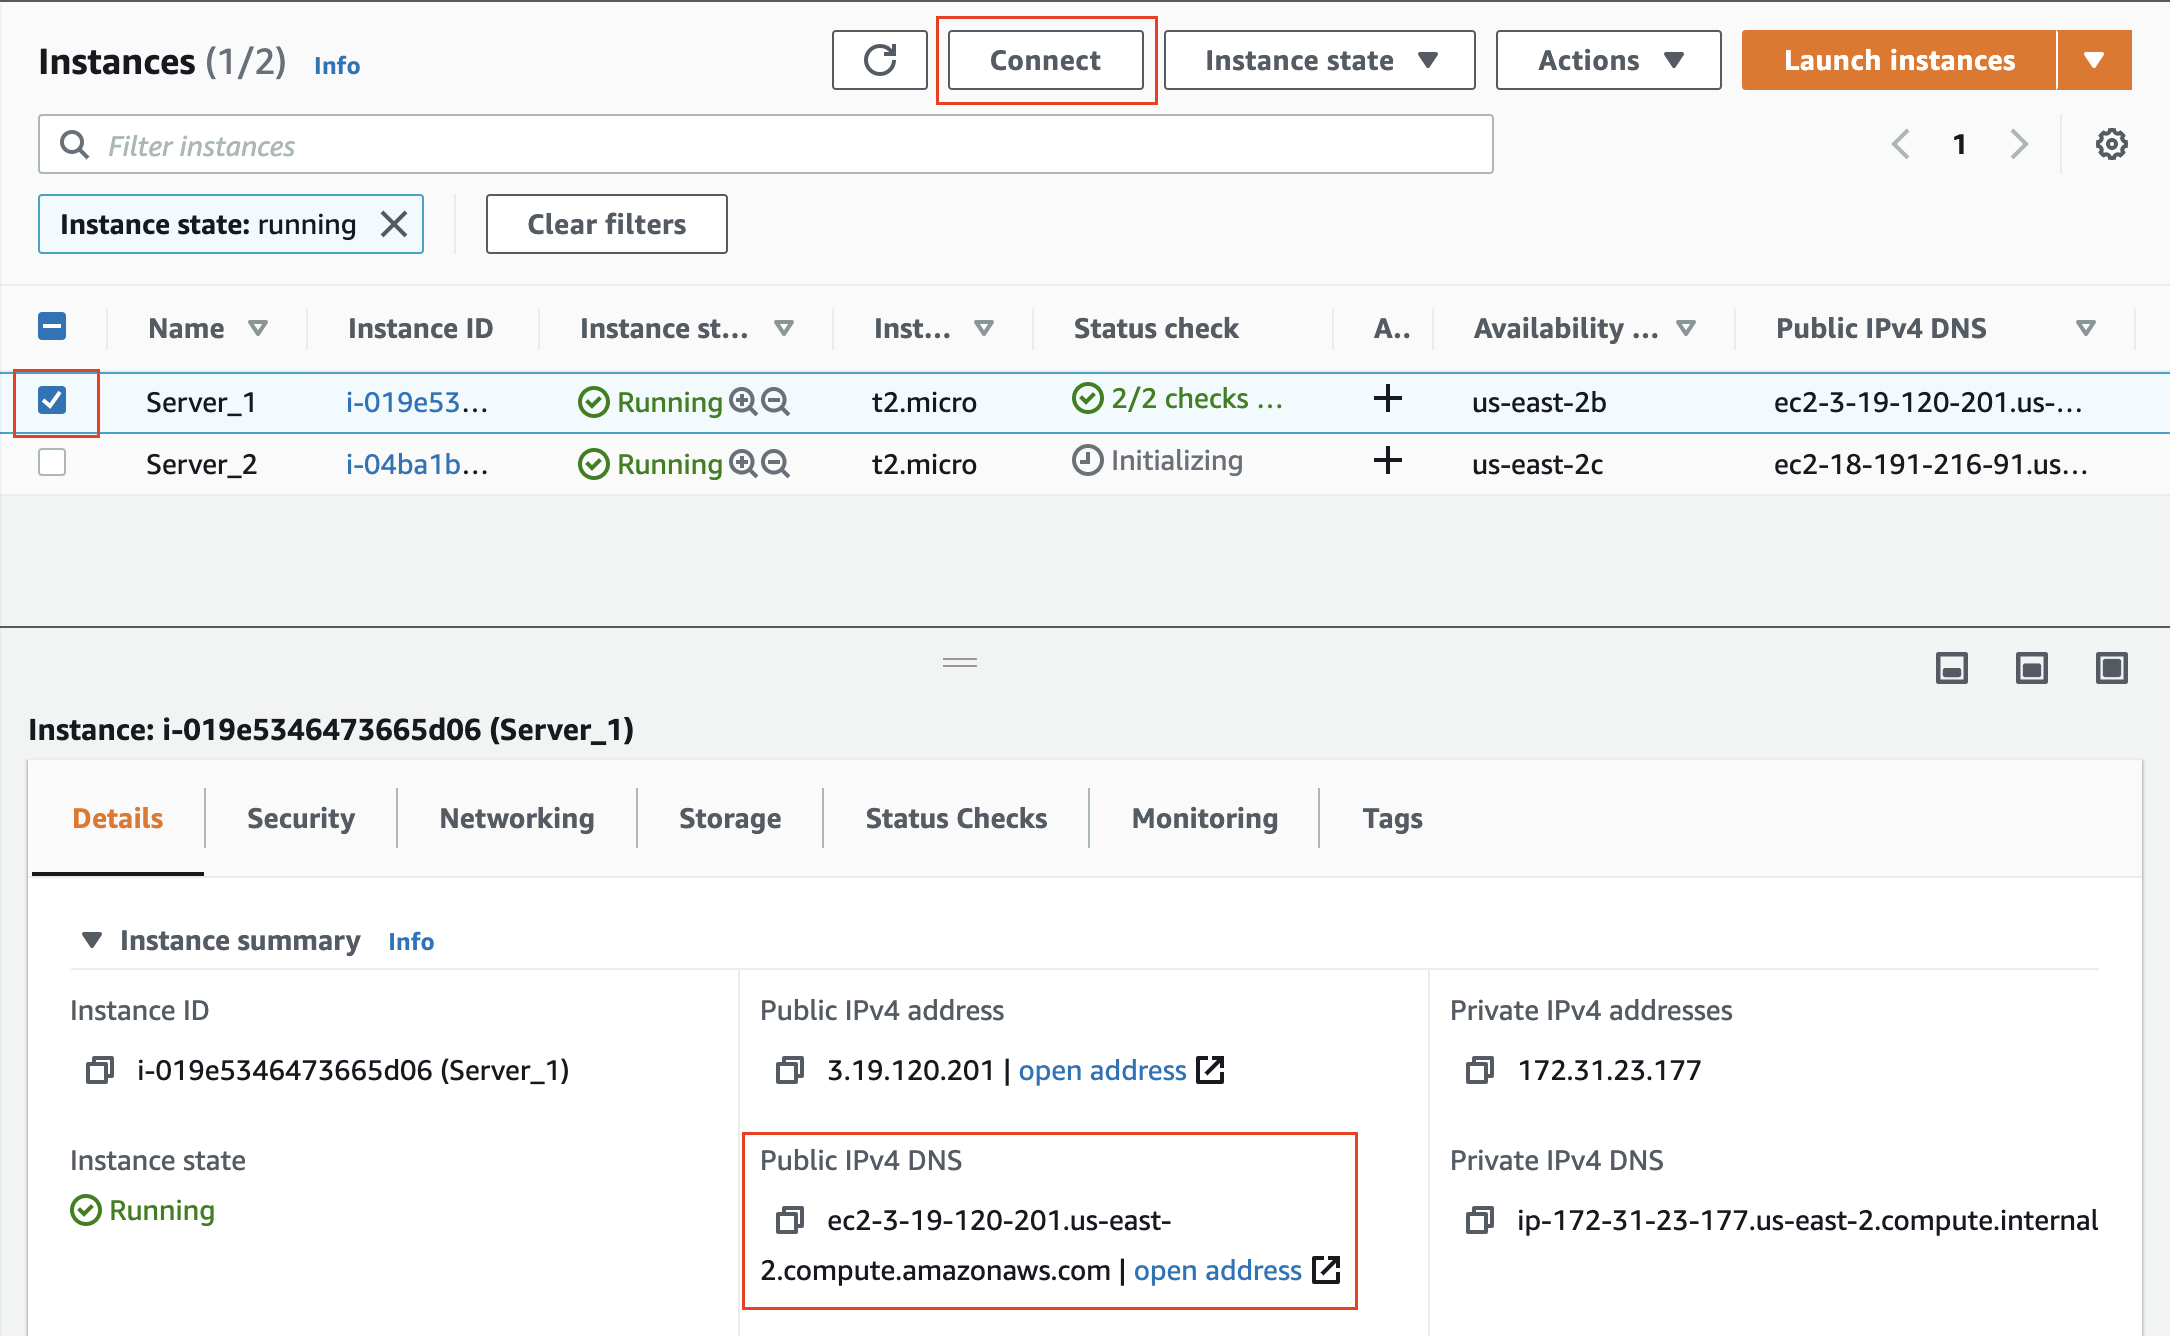 Instances (1/2) Info Connect Instance state Actions Launch instances
Filter instances 1
Instance state: running Clear filters
Name Instance ID Instance st... Inst... Status check A.. Availability ... Public IPv4 DNS
Server_1 i-019e53... Running t2.micro 2/2 checks ... us-east-2b ec2-3-19-120-201.us-...
Server_2 i-04ba1b... Running t2.micro Initializing us-east-2c ec2-18-191-216-91.us...
Instance: i-019e5346473665d06 (Server_1)
Details Security Networking Storage Status Checks Monitoring Tags
Instance summary Info
Instance ID Public IPv4 address Private IPv4 addresses
i-019e5346473665d06 (Server_1) 3.19.120.201 | open address 172.31.23.177
Instance state Public IPv4 DNS Private IPv4 DNS
Running ec2-3-19-120-201.us-east- ip-172-31-23-177.us-east-2.compute.internal
2.compute.amazonaws.com | open address